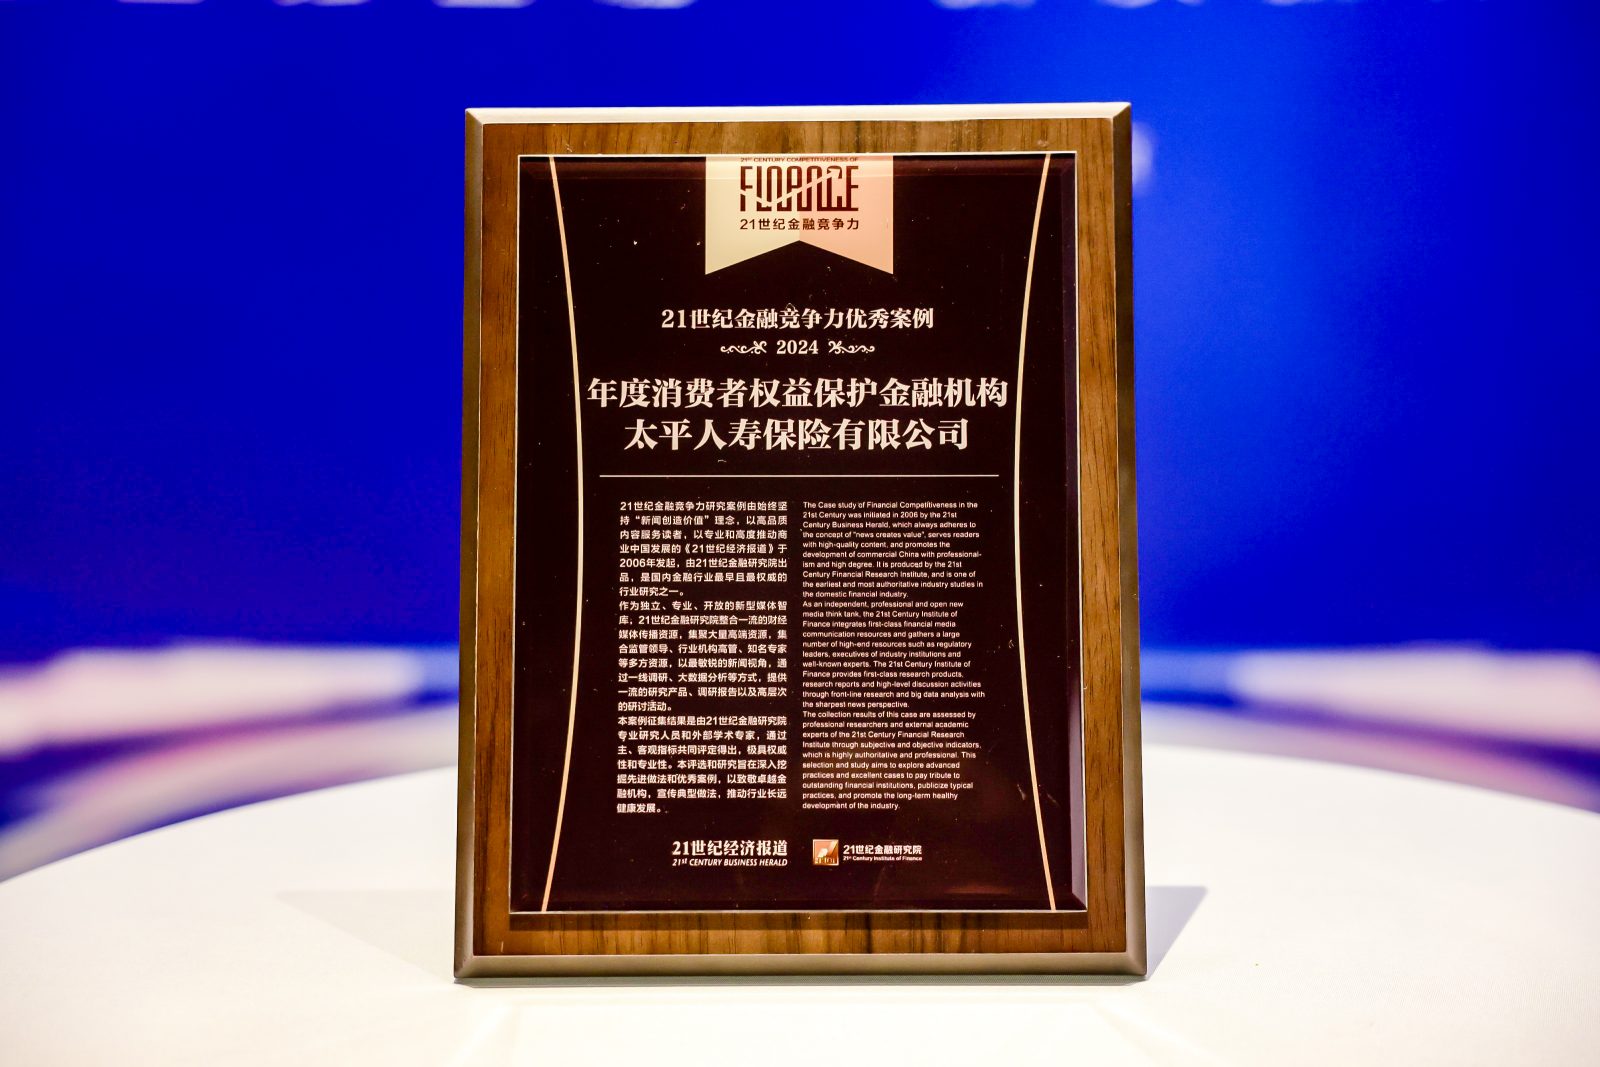 21ST CENTURY COMPETITIVENESS OF
FINANCE
21世纪金融竞争力
21世纪金融竞争力优秀案例
2024
年度消费者权益保护金融机构
太平人寿保险有限公司
21世纪金融竞争力研究案例由始终坚
持“新闻创造价值”理念，以高品质
内容服务读者，以专业和高度推动商
业中国发展的《21世纪经济报道》于
2006年发起，由21世纪金融研究院出
品，是国内金融行业最早且最权威的
行业研究之一。
作为独立、专业、开放的新型媒体智
库，21世纪金融研究院整合一流的财经
媒体传播资源，集聚大量高端资源，集
合监管领导、行业机构高管、知名专家
等多方资源，以最敏锐的新闻视角，通
过一线调研、大数据分析等方式，提供
一流的研究产品、调研报告以及高层次
的研讨活动。
本案例征集结果是由21世纪金融研究院
专业研究人员和外部学术专家，通过
主、客观指标共同评定得出，极具权威
性和专业性。本评选和研究旨在深入挖
掘先进做法和优秀案例，以致敬卓越金
融机构，宣传典型做法，推动行业长远
健康发展。
The Case study of Financial Competitiveness in the
21st Century was initiated in 2006 by the 21st
Century Business Herald, which always adheres to
the concept of "news creates value", serves readers
with high-quality content, and promotes the
development of commercial China with professional-
ism and high degree. It is produced by the 21st
Century Financial Research Institute, and is one of
the earliest and most authoritative industry studies in
the domestic financial industry.
As an independent, professional and open new
media think tank, the 21st Century Institute of
Finance integrates first-class financial media
communication resources and gathers a large
number of high-end resources such as regulatory
leaders, executives of industry institutions and
well-known experts. The 21st Century Institute of
Finance provides first-class research products,
research reports and high-level discussion activities
through front-line research and big data analysis with
the sharpest news perspective.
The collection results of this case are assessed by
professional researchers and external academic
experts of the 21st Century Financial Research
Institute through subjective and objective indicators,
which is highly authoritative and professional. This
selection and study aims to explore advanced
practices and excellent cases to pay tribute to
outstanding financial institutions, publicize typical
practices, and promote the long-term healthy
development of the industry.
21世纪经济报道
21ST CENTURY BUSINESS HERALD
21世纪金融研究院
21st Century Institute of Finance